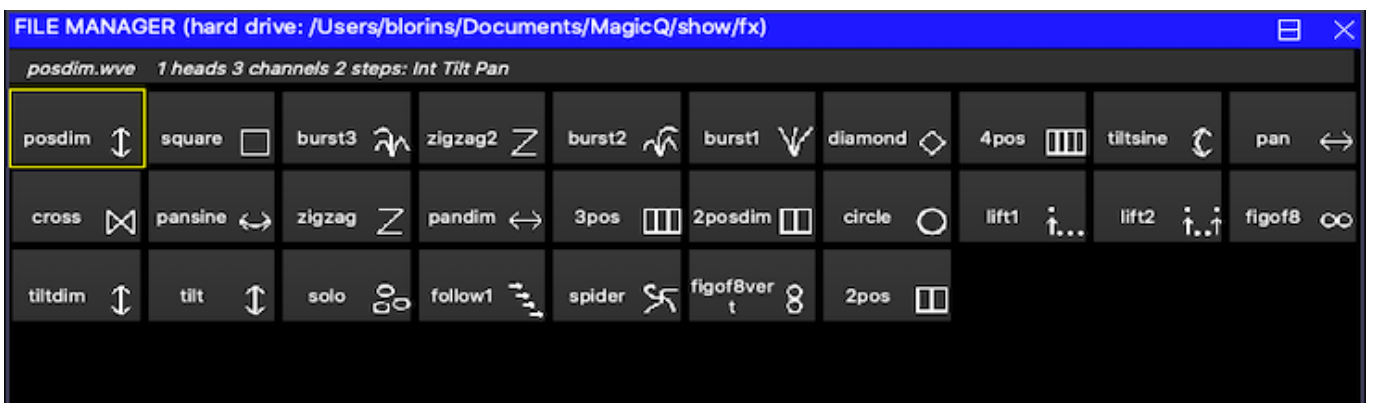 FILE MANAGER (hard drive: /Users/blorins/Documents/MagicQ/show/fx)
posdim.wve 1 heads 3 channels 2 steps: Int Tilt Pan
posdim square burst3 zigzag2 burst2 burst1 diamond 4pos tiltsine pan
cross pansine zigzag pandim 3pos 2posdim circle lift1 lift2 figof8
tiltdim tilt solo follow1 spider figof8vert 2pos